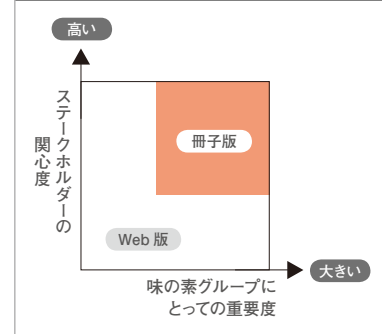 高い
ステークホルダーの
関心度
冊子版
Web 版
大きい
味の素グループに
とっての重要度